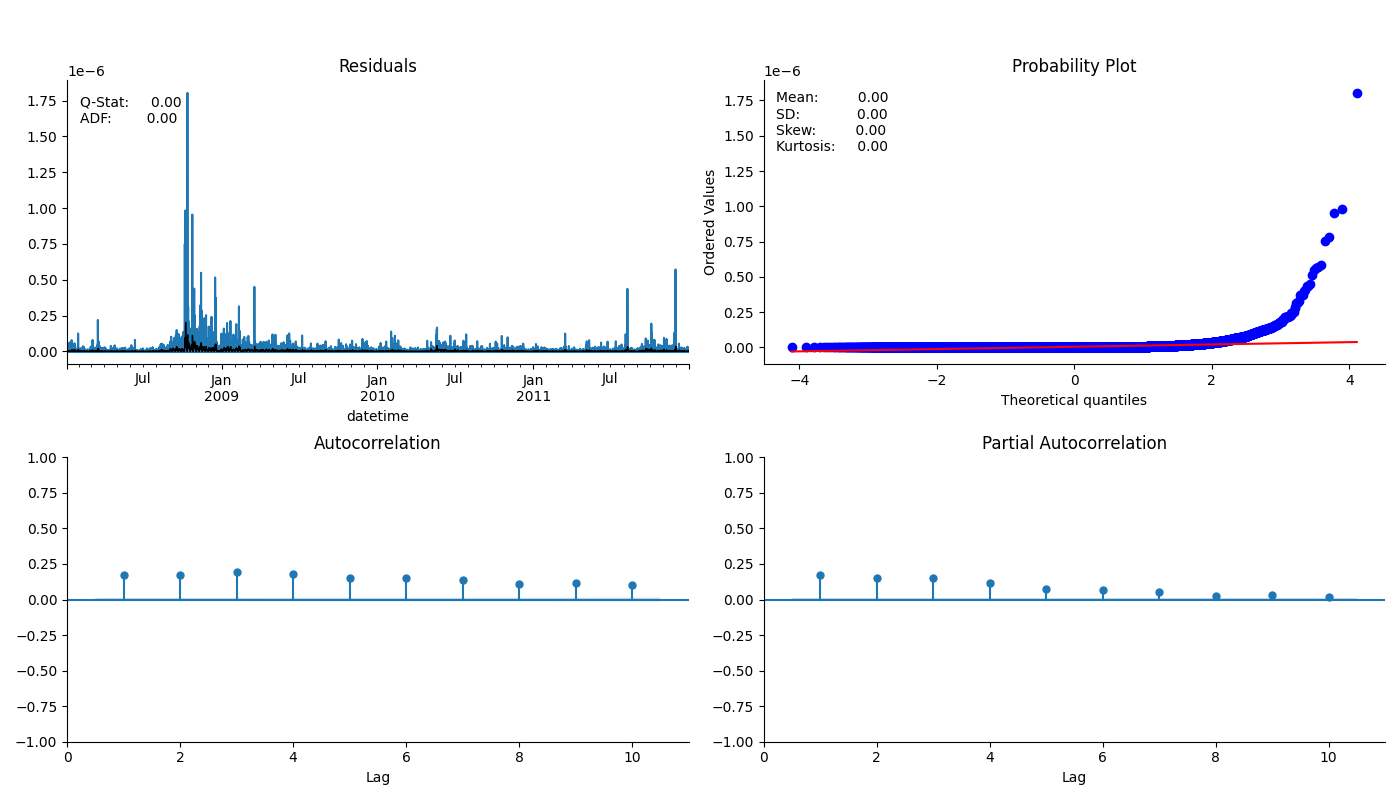 Residuals
1e−6
Q-Stat: 0.00
ADF: 0.00
1.75
1.50
1.25
1.00
0.75
0.50
0.25
0.00
Jul Jan Jul Jan Jul Jan Jul
2009 2010 2011
datetime
Probability Plot
1e−6
Mean: 0.00
SD: 0.00
Skew: 0.00
Kurtosis: 0.00
Ordered Values
1.75
1.50
1.25
1.00
0.75
0.50
0.25
0.00
−4 −2 0 2 4
Theoretical quantiles
Autocorrelation
1.00
0.75
0.50
0.25
0.00
−0.25
−0.50
−0.75
−1.00
0 2 4 6 8 10
Lag
Partial Autocorrelation
1.00
0.75
0.50
0.25
0.00
−0.25
−0.50
−0.75
−1.00
0 2 4 6 8 10
Lag